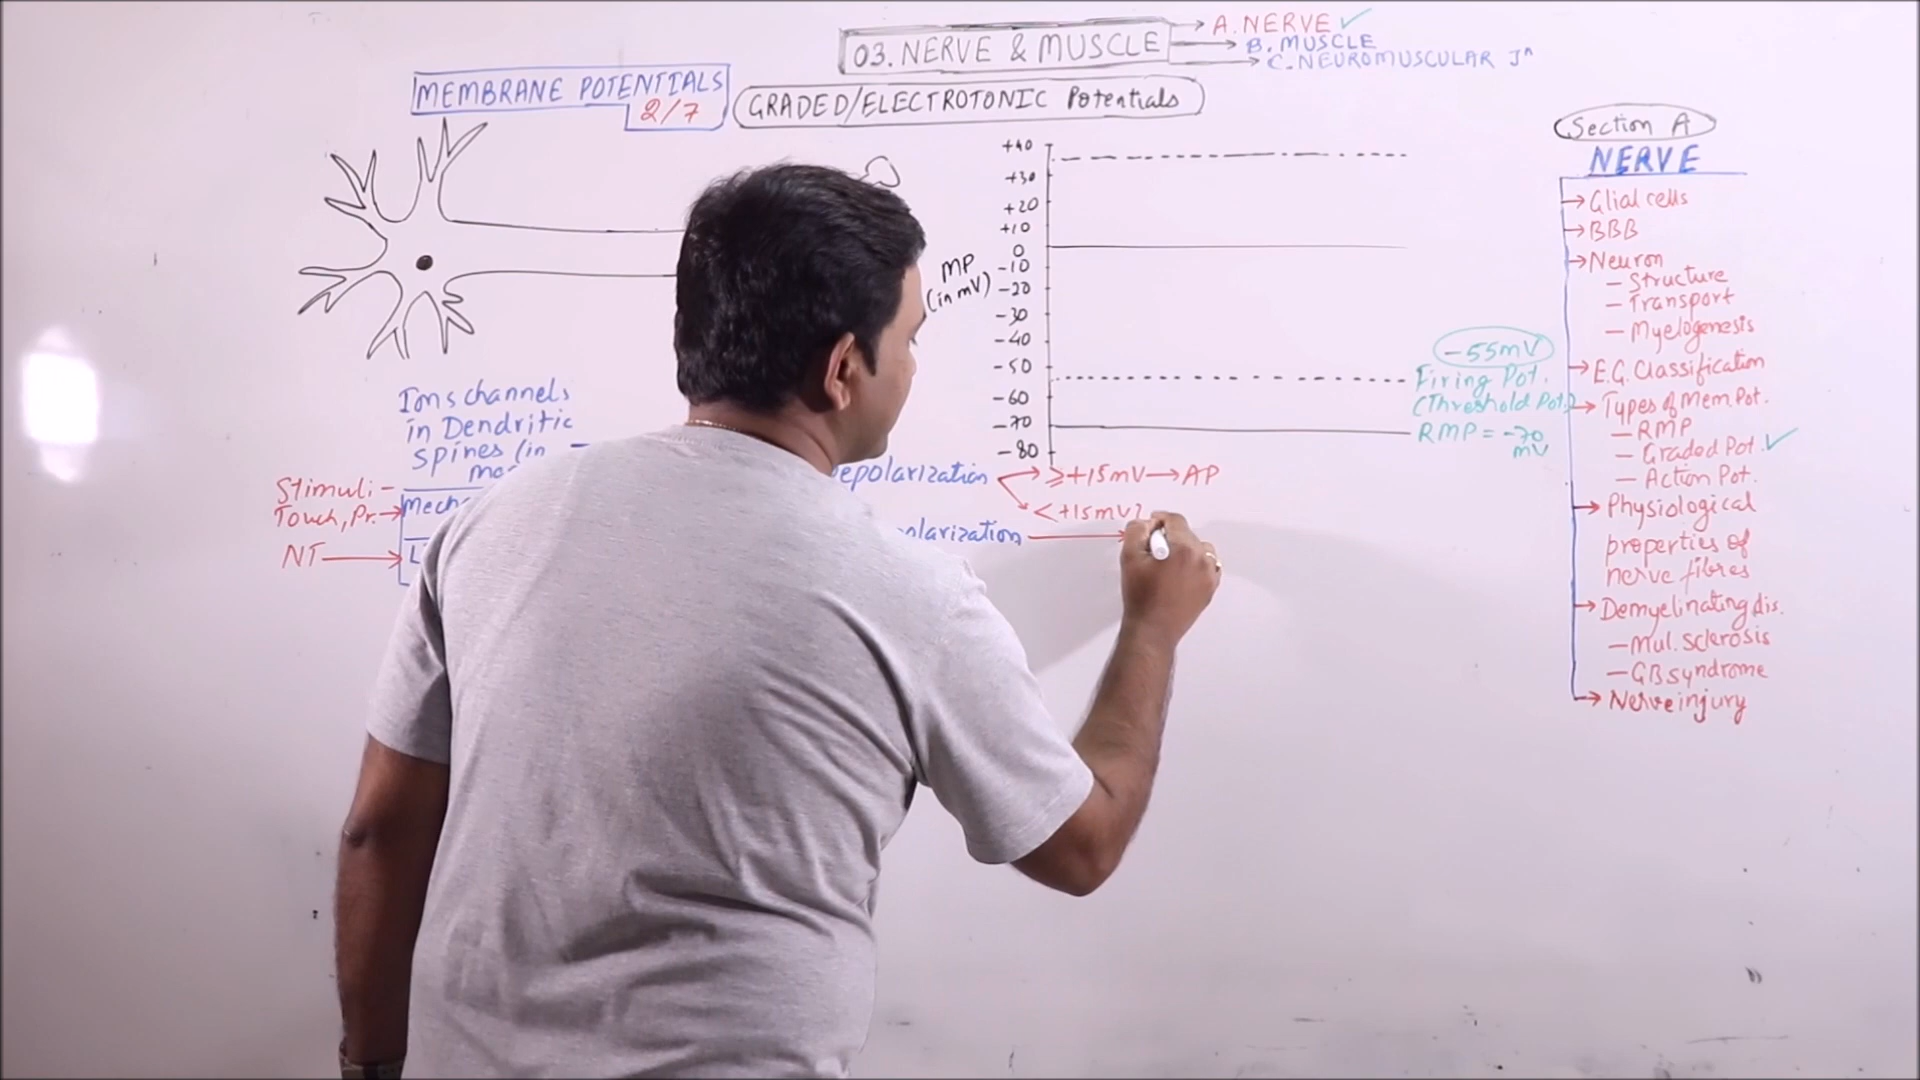 03. NERVE & MUSCLE
A. NERVE ✓
B. MUSCLE
C. NEUROMUSCULAR Jⁿ
MEMBRANE POTENTIALS
2/7
GRADED/ELECTROTONIC Potentials
+40
+30
+20
+10
0
-10
-20
-30
-40
-50
-60
-70
-80
MP
(in mV)
-55mV
Firing Pot.
(Threshold Pot.)
RMP = -70
mV
Ions channels
in Dendritic
spines (in
Stimuli-
Touch, Pr.
NT
≥+15mV → AP
<+15mV
Section A
NERVE
Glial cells
BBB
Neuron
- Structure
- Transport
- Myelogenesis
E.G. Classification
Types of Mem. Pot.
- RMP
- Graded Pot. ✓
- Action Pot.
Physiological
properties of
nerve fibres
Demyelinating dis.
- Mul. sclerosis
- GB syndrome
Nerve injury